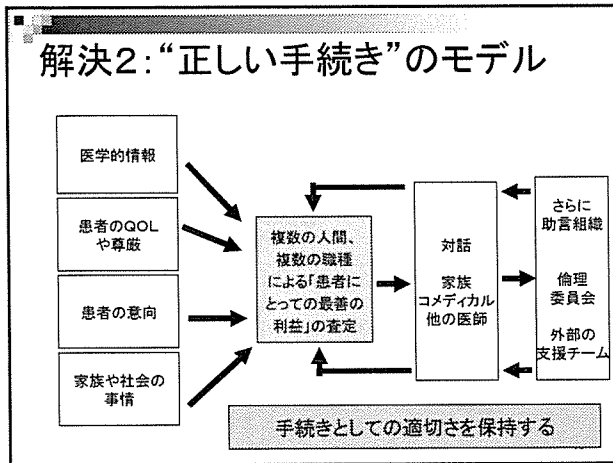 解決2:“正しい手続き”のモデル
医学的情報
患者のQOL
や尊厳
患者の意向
家族や社会の
事情
複数の人間、
複数の職種
による「患者に
とっての最善の
利益」の査定
対話
家族
コメディカル
他の医師
さらに
助言組織
倫理
委員会
外部の
支援チーム
手続きとしての適切さを保持する